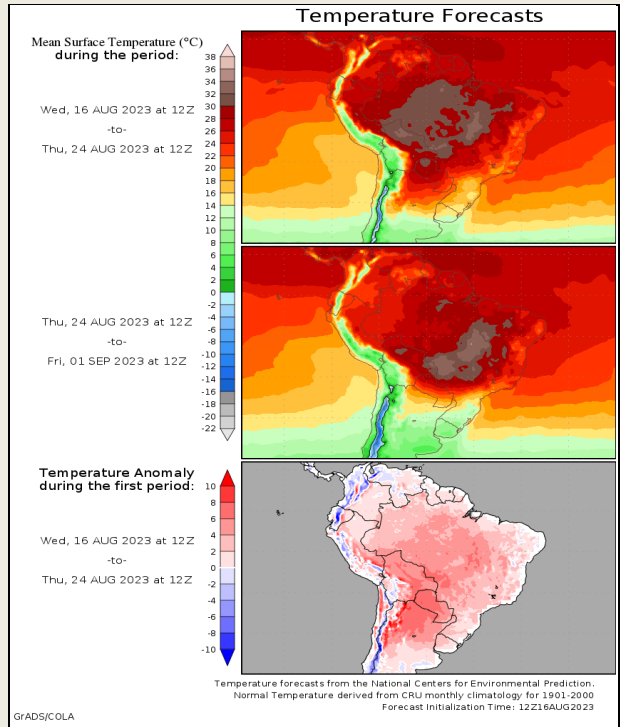 Temperature Forecasts
Mean Surface Temperature (°C)
during the period:
Wed, 16 AUG 2023 at 12Z
-to-
Thu, 24 AUG 2023 at 12Z
38
36
34
32
30
28
26
24
22
20
18
16
14
12
10
8
6
4
2
0
-2
-4
-6
-8
-10
-12
-14
-16
-18
-20
-22
Thu, 24 AUG 2023 at 12Z
-to-
Fri, 01 SEP 2023 at 12Z
Temperature Anomaly
during the first period:
Wed, 16 AUG 2023 at 12Z
-to-
Thu, 24 AUG 2023 at 12Z
10
8
6
4
2
0
-2
-4
-6
-8
-10
Temperature forecasts from the National Centers for Environmental Prediction.
Normal Temperature derived from CRU monthly climatology for 1901-2000
Forecast Initialization Time: 12Z16AUG2023
GrADS/COLA